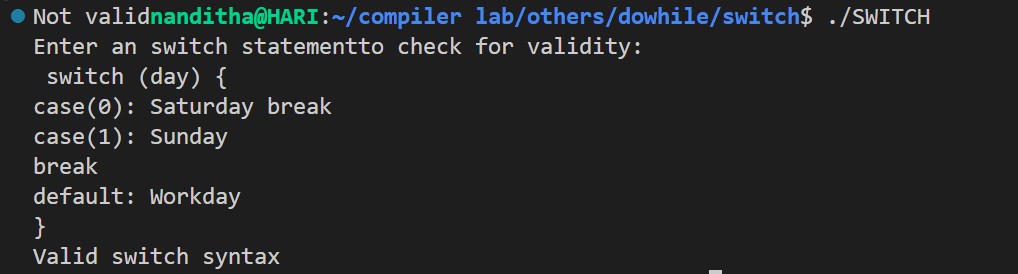 Not validnanditha@HARI:~/compiler lab/others/dowhile/switch$ ./SWITCH
Enter an switch statementto check for validity:
 switch (day) {
case(0): Saturday break
case(1): Sunday
break
default: Workday
}
Valid switch syntax